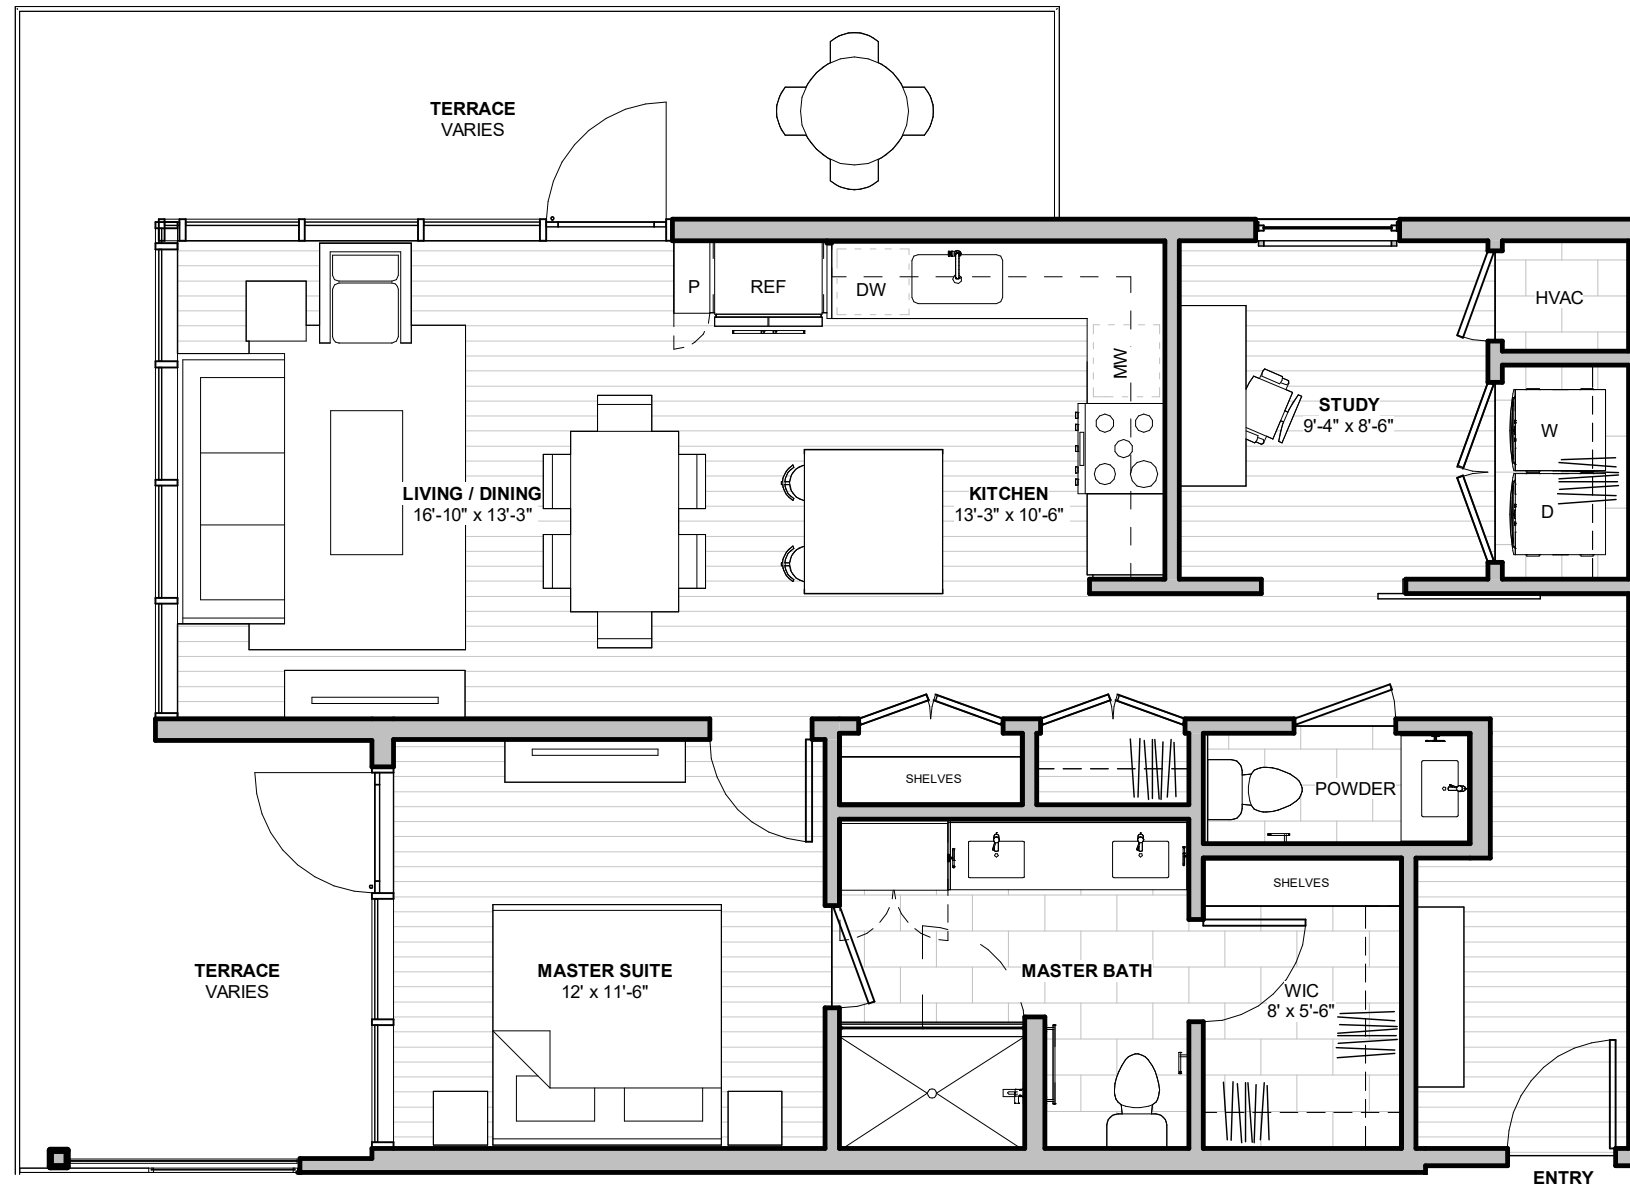 TERRACE
VARIES
P
REF
DW
MW
HVAC
STUDY
9'-4" x 8'-6"
W
D
LIVING / DINING
16'-10" x 13'-3"
KITCHEN
13'-3" x 10'-6"
SHELVES
POWDER
SHELVES
TERRACE
VARIES
MASTER SUITE
12' x 11'-6"
MASTER BATH
WIC
8' x 5'-6"
ENTRY